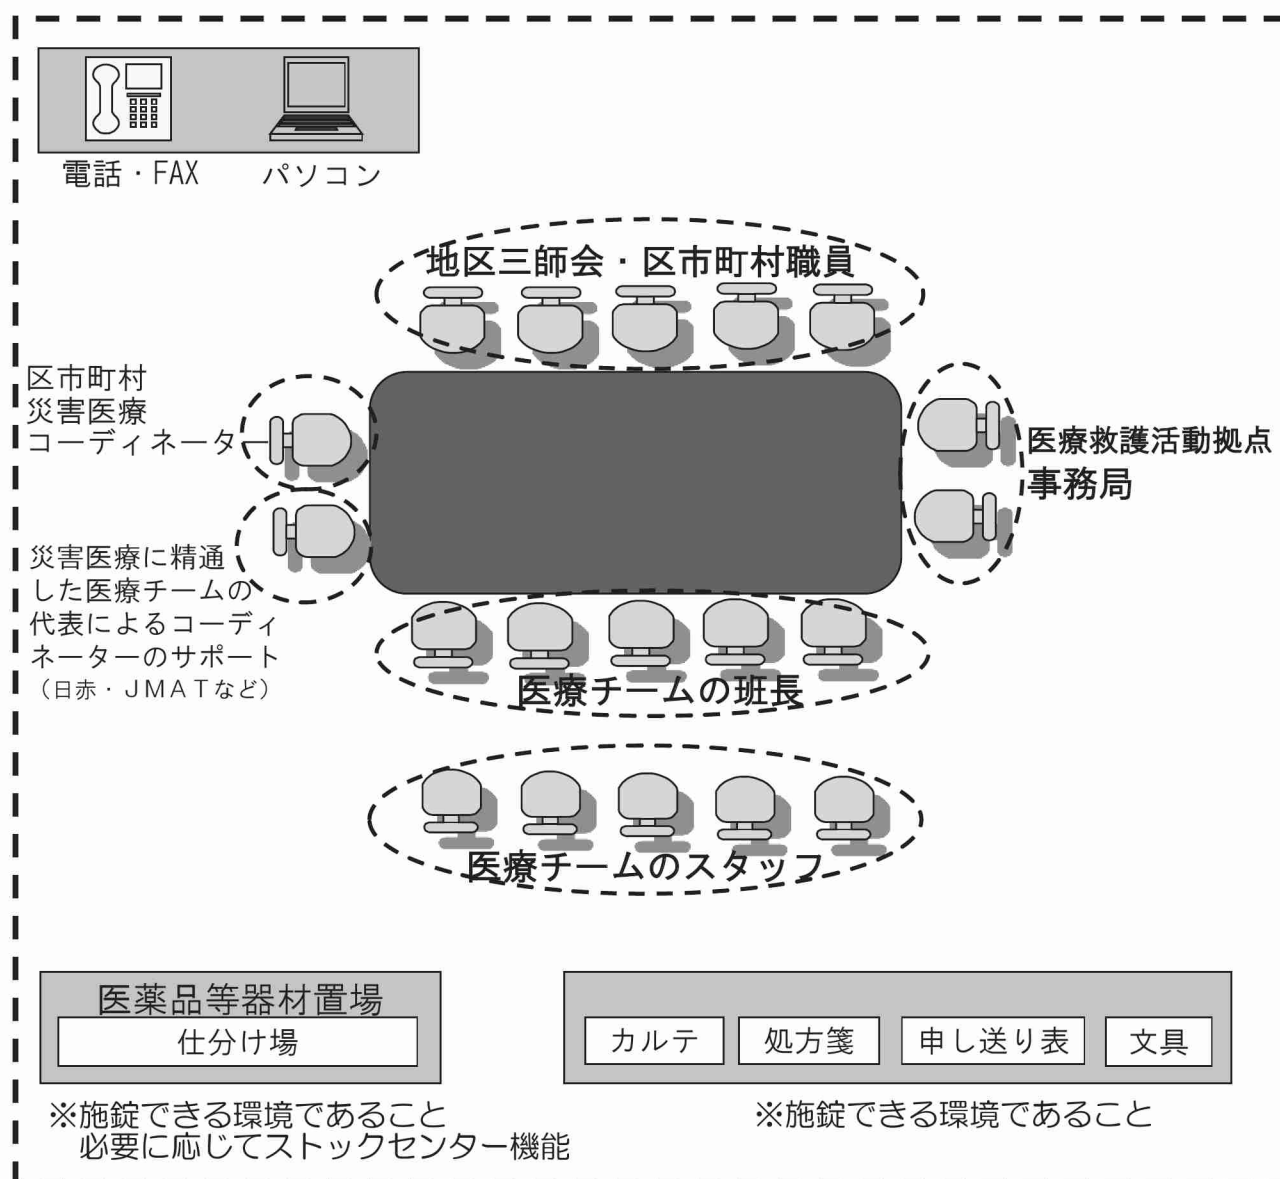 電話・FAX
パソコン
地区三師会・区市町村職員
区市町村
災害医療
コーディネーター
医療救護活動拠点
事務局
災害医療に精通
した医療チームの
代表によるコーディ
ネーターのサポート
（日赤・ＪＭＡＴなど）
医療チームの班長
医療チームのスタッフ
医薬品等器材置場
仕分け場
カルテ
処方箋
申し送り表
文具
※施錠できる環境であること
必要に応じてストックセンター機能
※施錠できる環境であること